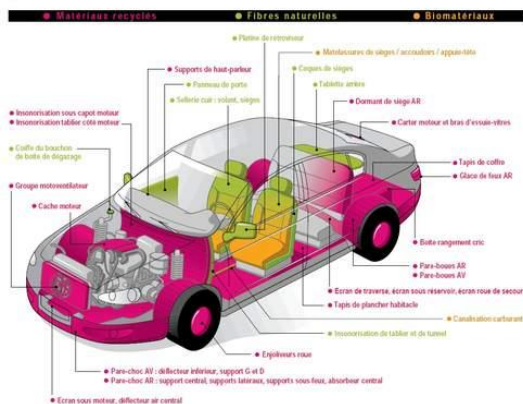 Matériaux recyclés
Fibres naturelles
Biomatériaux
Platine de rétroviseur
Matelassures de sièges / accoudoirs / appuie-tête
Supports de haut-parleur
Coques de sièges
Panneau de porte
Tablette arrière
Sellerie cuir : volant, sièges
Dormant de siège AR
Insonorisation sous capot moteur
Insonorisation tablier côté moteur
Carter moteur et bras d'essuie-vitres
Coiffe du bouchon
de boite de dégazage
Tapis de coffre
Glace de feux AR
Groupe motoventilateur
Cache moteur
Boite rangement cric
Pare-boues AR
Pare-boues AV
Ecran de traverse, écran sous réservoir, écran roue de secours
Tapis de plancher habitacle
Canalisation carburant
Insonorisation de tablier et de tunnel
Enjoliveurs roue
Pare-choc AV : déflecteur inférieur, support G et D
Pare-choc AR : support central, supports latéraux, supports sous feux, absorbeur central
Ecran sous moteur, déflecteur air central